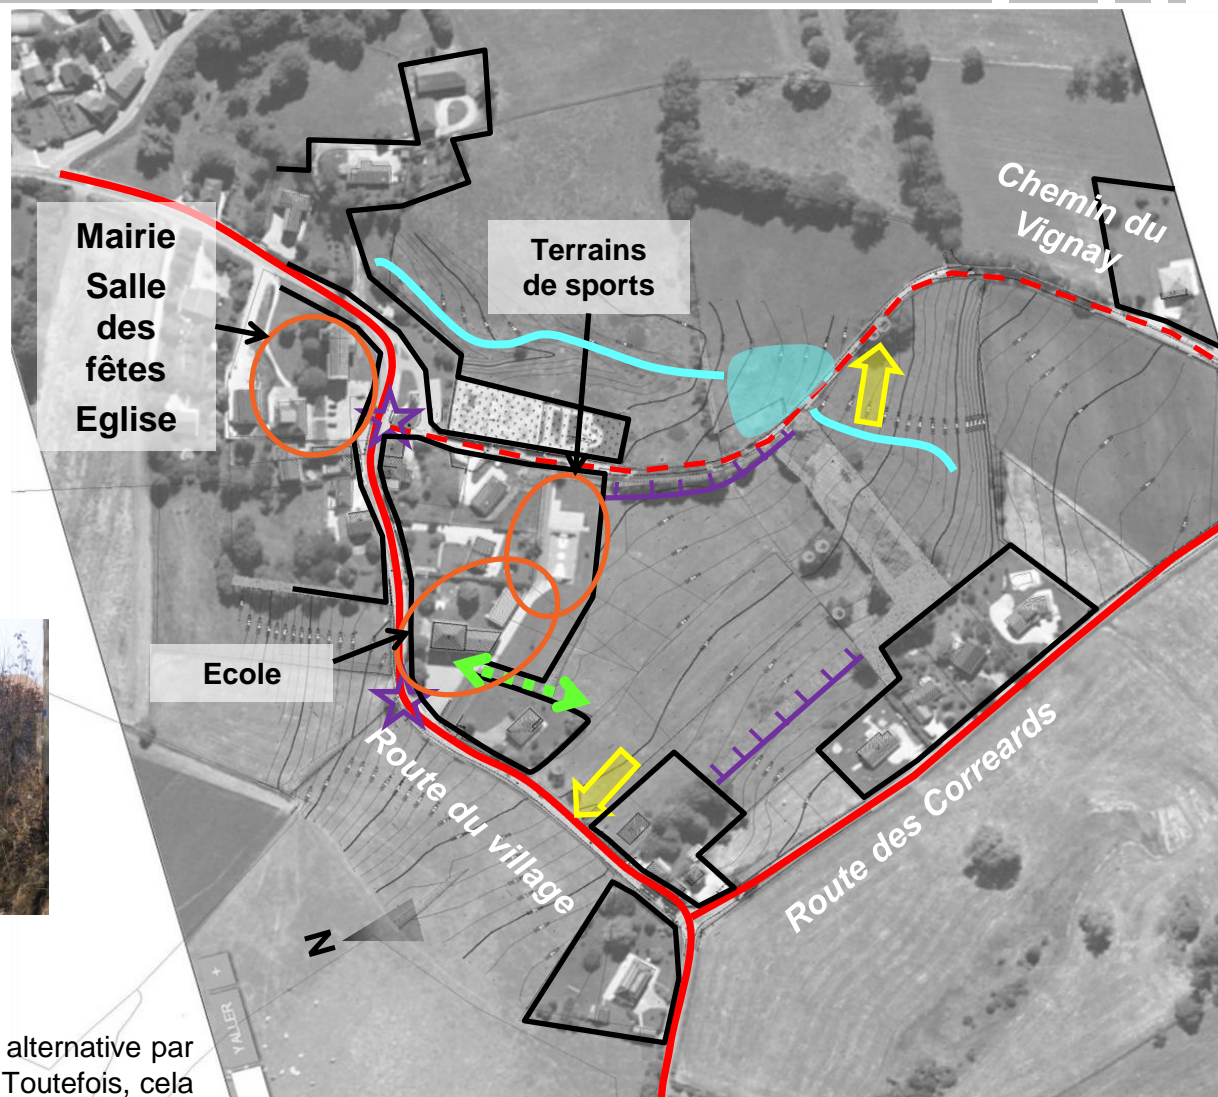 Chemin du
Vignay
Mairie
Salle
des
fêtes
Eglise
Terrains
de sports
Ecole
Route du village
Route des Correards
N
Y ALLER
+
alternative par
Toutefois, cela